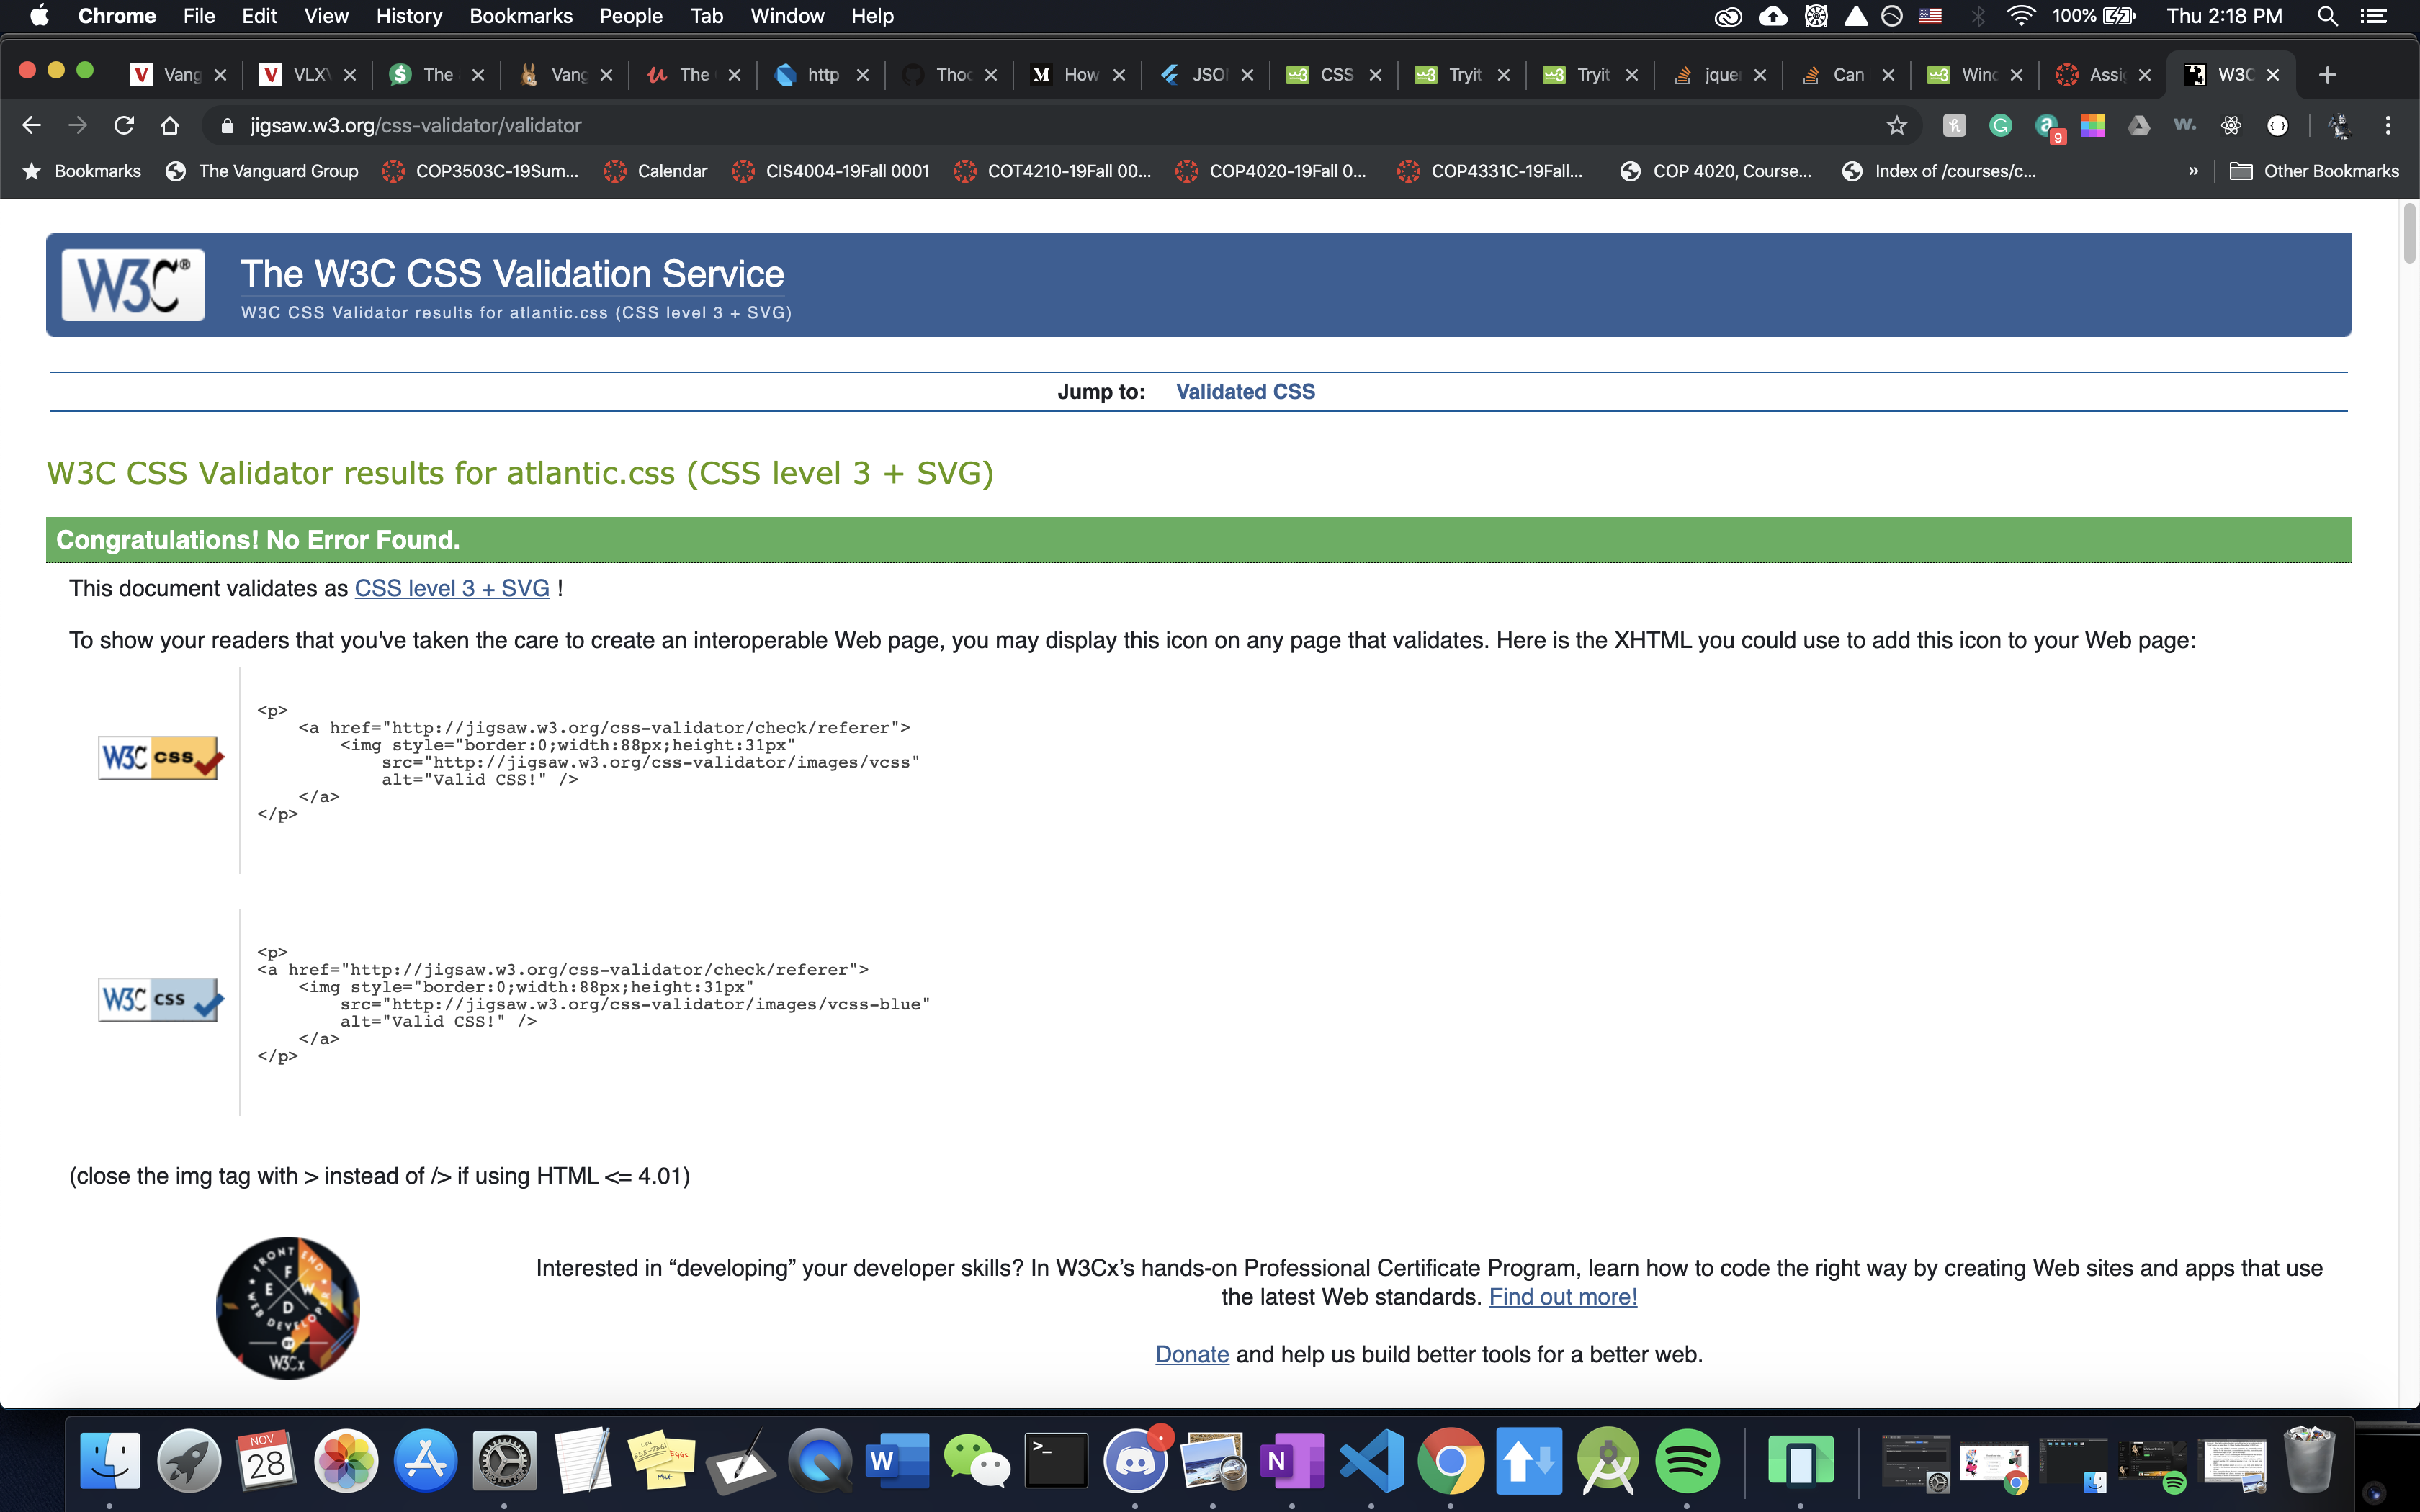 Chrome File Edit View History Bookmarks People Tab Window Help 100% Thu 2:18 PM
Vang VLXV The Vang The http Thoc How JSOI CSS Tryit Tryit jque Can Winc Assi W3C
jigsaw.w3.org/css-validator/validator 9
Bookmarks The Vanguard Group COP3503C-19Sum... Calendar CIS4004-19Fall 0001 COT4210-19Fall 00... COP4020-19Fall 0... COP4331C-19Fall... COP 4020, Course... Index of /courses/c... » Other Bookmarks
W3C®
The W3C CSS Validation Service
W3C CSS Validator results for atlantic.css (CSS level 3 + SVG)
Jump to: Validated CSS
W3C CSS Validator results for atlantic.css (CSS level 3 + SVG)
Congratulations! No Error Found.
This document validates as CSS level 3 + SVG !
To show your readers that you've taken the care to create an interoperable Web page, you may display this icon on any page that validates. Here is the XHTML you could use to add this icon to your Web page:
W3C css
<p>
<a href="http://jigsaw.w3.org/css-validator/check/referer">
<img style="border:0;width:88px;height:31px"
src="http://jigsaw.w3.org/css-validator/images/vcss"
alt="Valid CSS!" />
</a>
</p>
W3C css
<p>
<a href="http://jigsaw.w3.org/css-validator/check/referer">
<img style="border:0;width:88px;height:31px"
src="http://jigsaw.w3.org/css-validator/images/vcss-blue"
alt="Valid CSS!" />
</a>
</p>
(close the img tag with > instead of /> if using HTML <= 4.01)
FRONT END
F E W D
WEB DEVELOPER
BY
W3Cx
Interested in “developing” your developer skills? In W3Cx’s hands-on Professional Certificate Program, learn how to code the right way by creating Web sites and apps that use
the latest Web standards. Find out more!
Donate and help us build better tools for a better web.
NOV
28